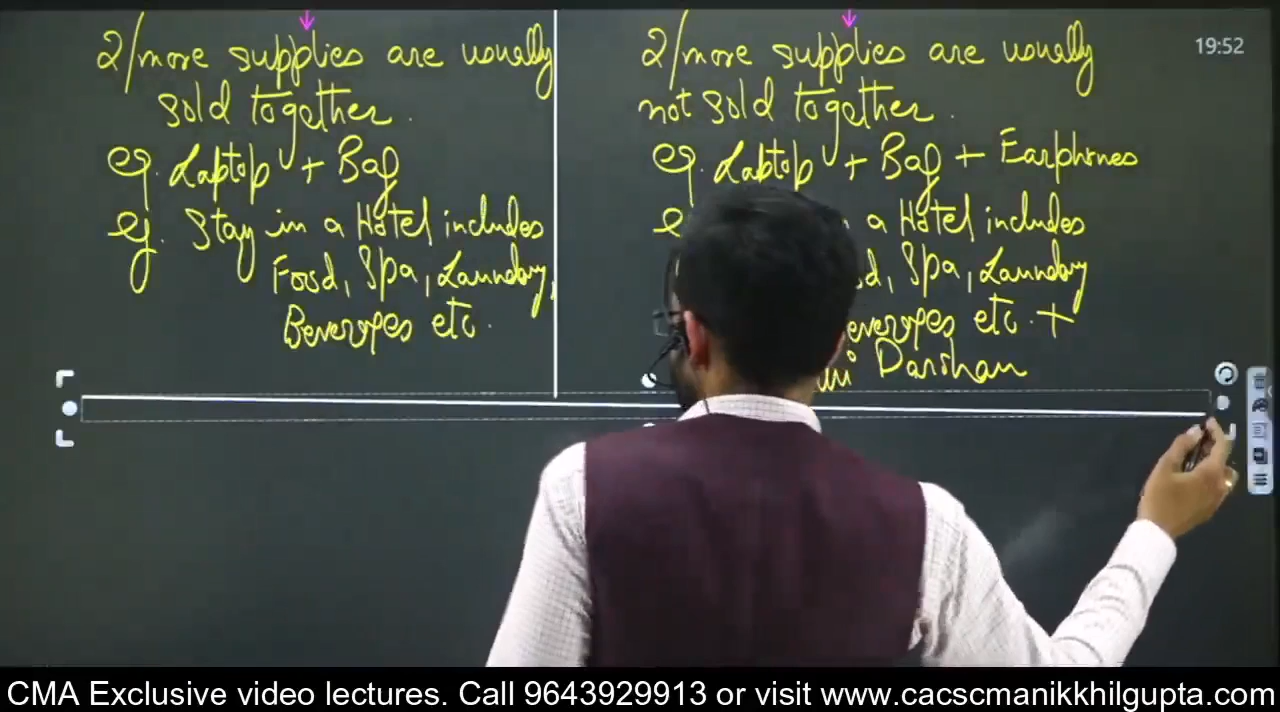 2/more supplies are usually
sold together.
eg. Laptop + Bag
eg. Stay in a Hotel includes
Food, Spa, Laundry,
Beverages etc.
2/more supplies are usually
not sold together.
eg. Laptop + Bag + Earphones
a Hotel includes
Spa, Laundry
Beverages etc. +
Darshan
19:52
CMA Exclusive video lectures. Call 9643929913 or visit www.cacscmanikkhilgupta.com